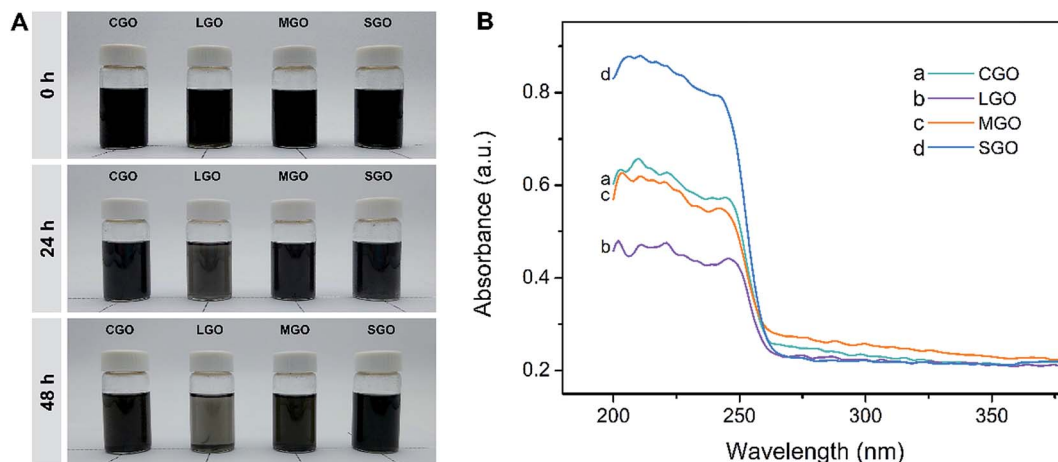 A
CGO LGO MGO SGO
0 h
CGO LGO MGO SGO
24 h
CGO LGO MGO SGO
48 h
B
a CGO
b LGO
c MGO
d SGO
d
a
c
b
0.8
0.6
0.4
0.2
Absorbance (a.u.)
200 250 300 350
Wavelength (nm)